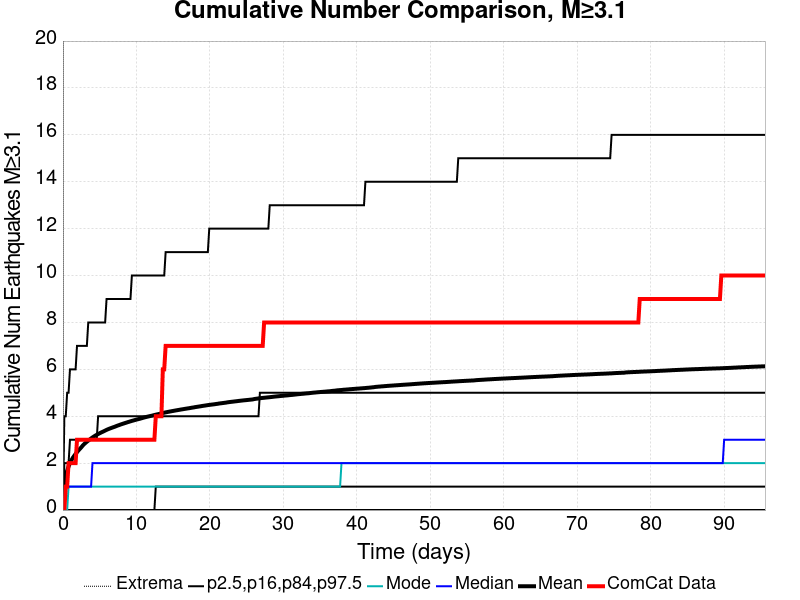 Cumulative Number Comparison, M≥3.1
Cumulative Num Earthquakes M≥3.1
20
18
16
14
12
10
8
6
4
2
0
0 10 20 30 40 50 60 70 80 90
Time (days)
Extrema p2.5,p16,p84,p97.5 Mode Median Mean ComCat Data